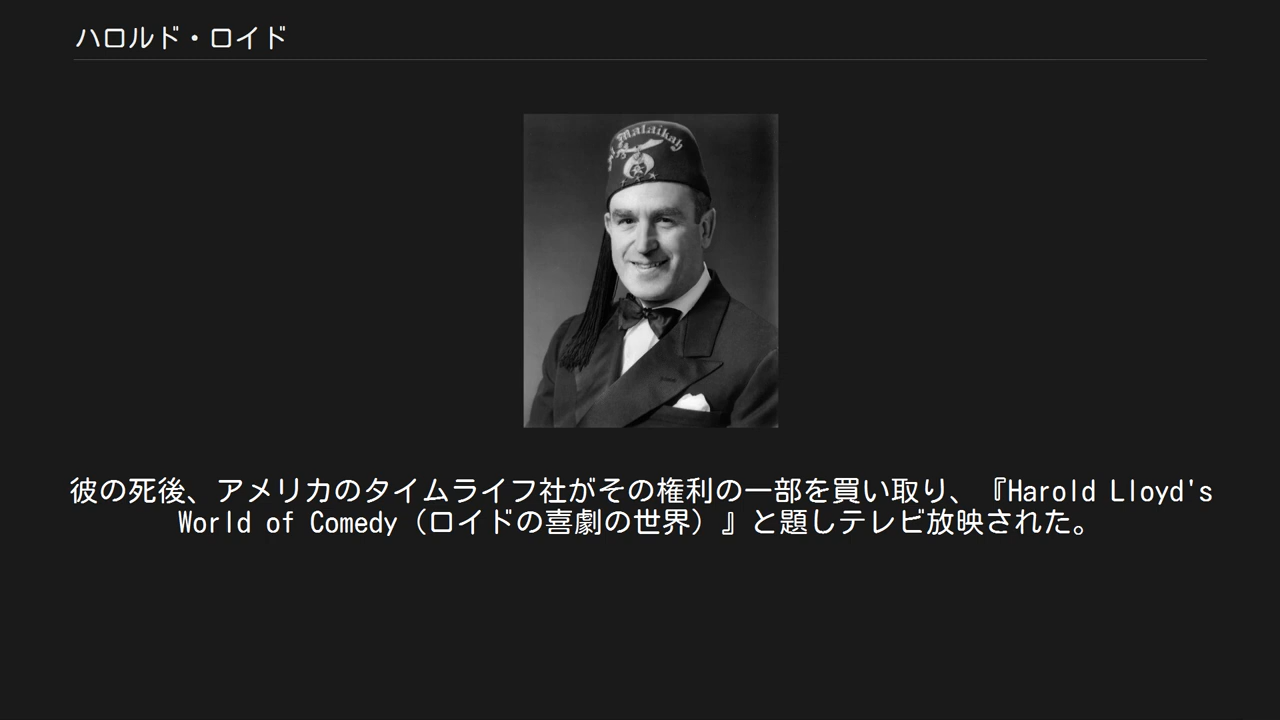 ハロルド・ロイド
Malaikah
彼の死後、アメリカのタイムライフ社がその権利の一部を買い取り、『Harold Lloyd's
World of Comedy（ロイドの喜劇の世界）』と題しテレビ放映された。